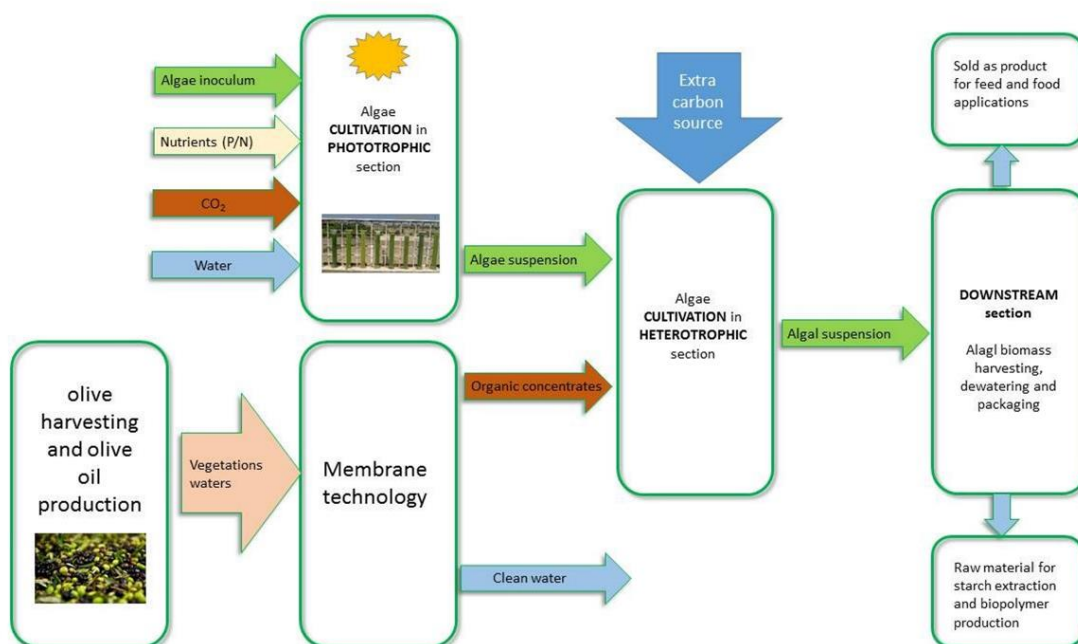 Algae inoculum
Nutrients (P/N)
CO₂
Water
Algae
CULTIVATION in
PHOTOTROPHIC
section
Algae suspension
Extra
carbon
source
Sold as product
for feed and food
applications
olive
harvesting
and olive
oil
production
Vegetations
waters
Membrane
technology
Organic concentrates
Clean water
Algae
CULTIVATION in
HETEROTROPHIC
section
Algal suspension
DOWNSTREAM
section
Alagl biomass
harvesting,
dewatering and
packaging
Raw material for
starch extraction
and biopolymer
production